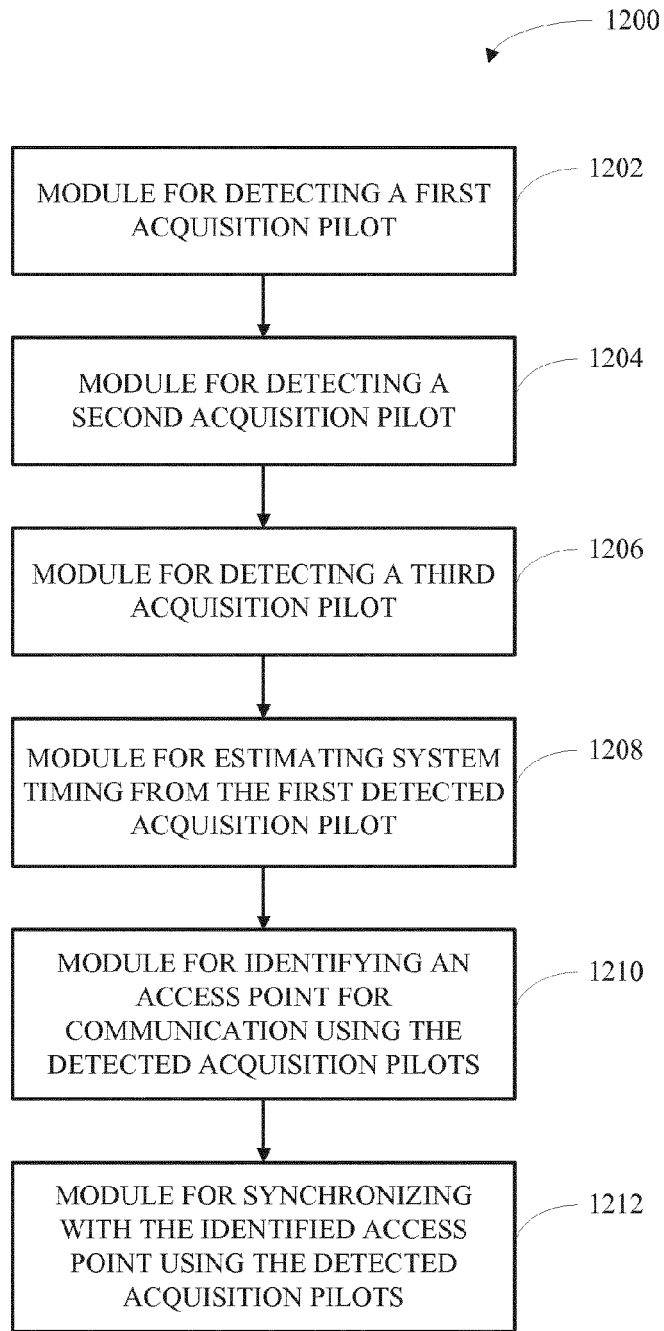 1200
MODULE FOR DETECTING A FIRST
ACQUISITION PILOT
1202
MODULE FOR DETECTING A
SECOND ACQUISITION PILOT
1204
MODULE FOR DETECTING A THIRD
ACQUISITION PILOT
1206
MODULE FOR ESTIMATING SYSTEM
TIMING FROM THE FIRST DETECTED
ACQUISITION PILOT
1208
MODULE FOR IDENTIFYING AN
ACCESS POINT FOR
COMMUNICATION USING THE
DETECTED ACQUISITION PILOTS
1210
MODULE FOR SYNCHRONIZING
WITH THE IDENTIFIED ACCESS
POINT USING THE DETECTED
ACQUISITION PILOTS
1212